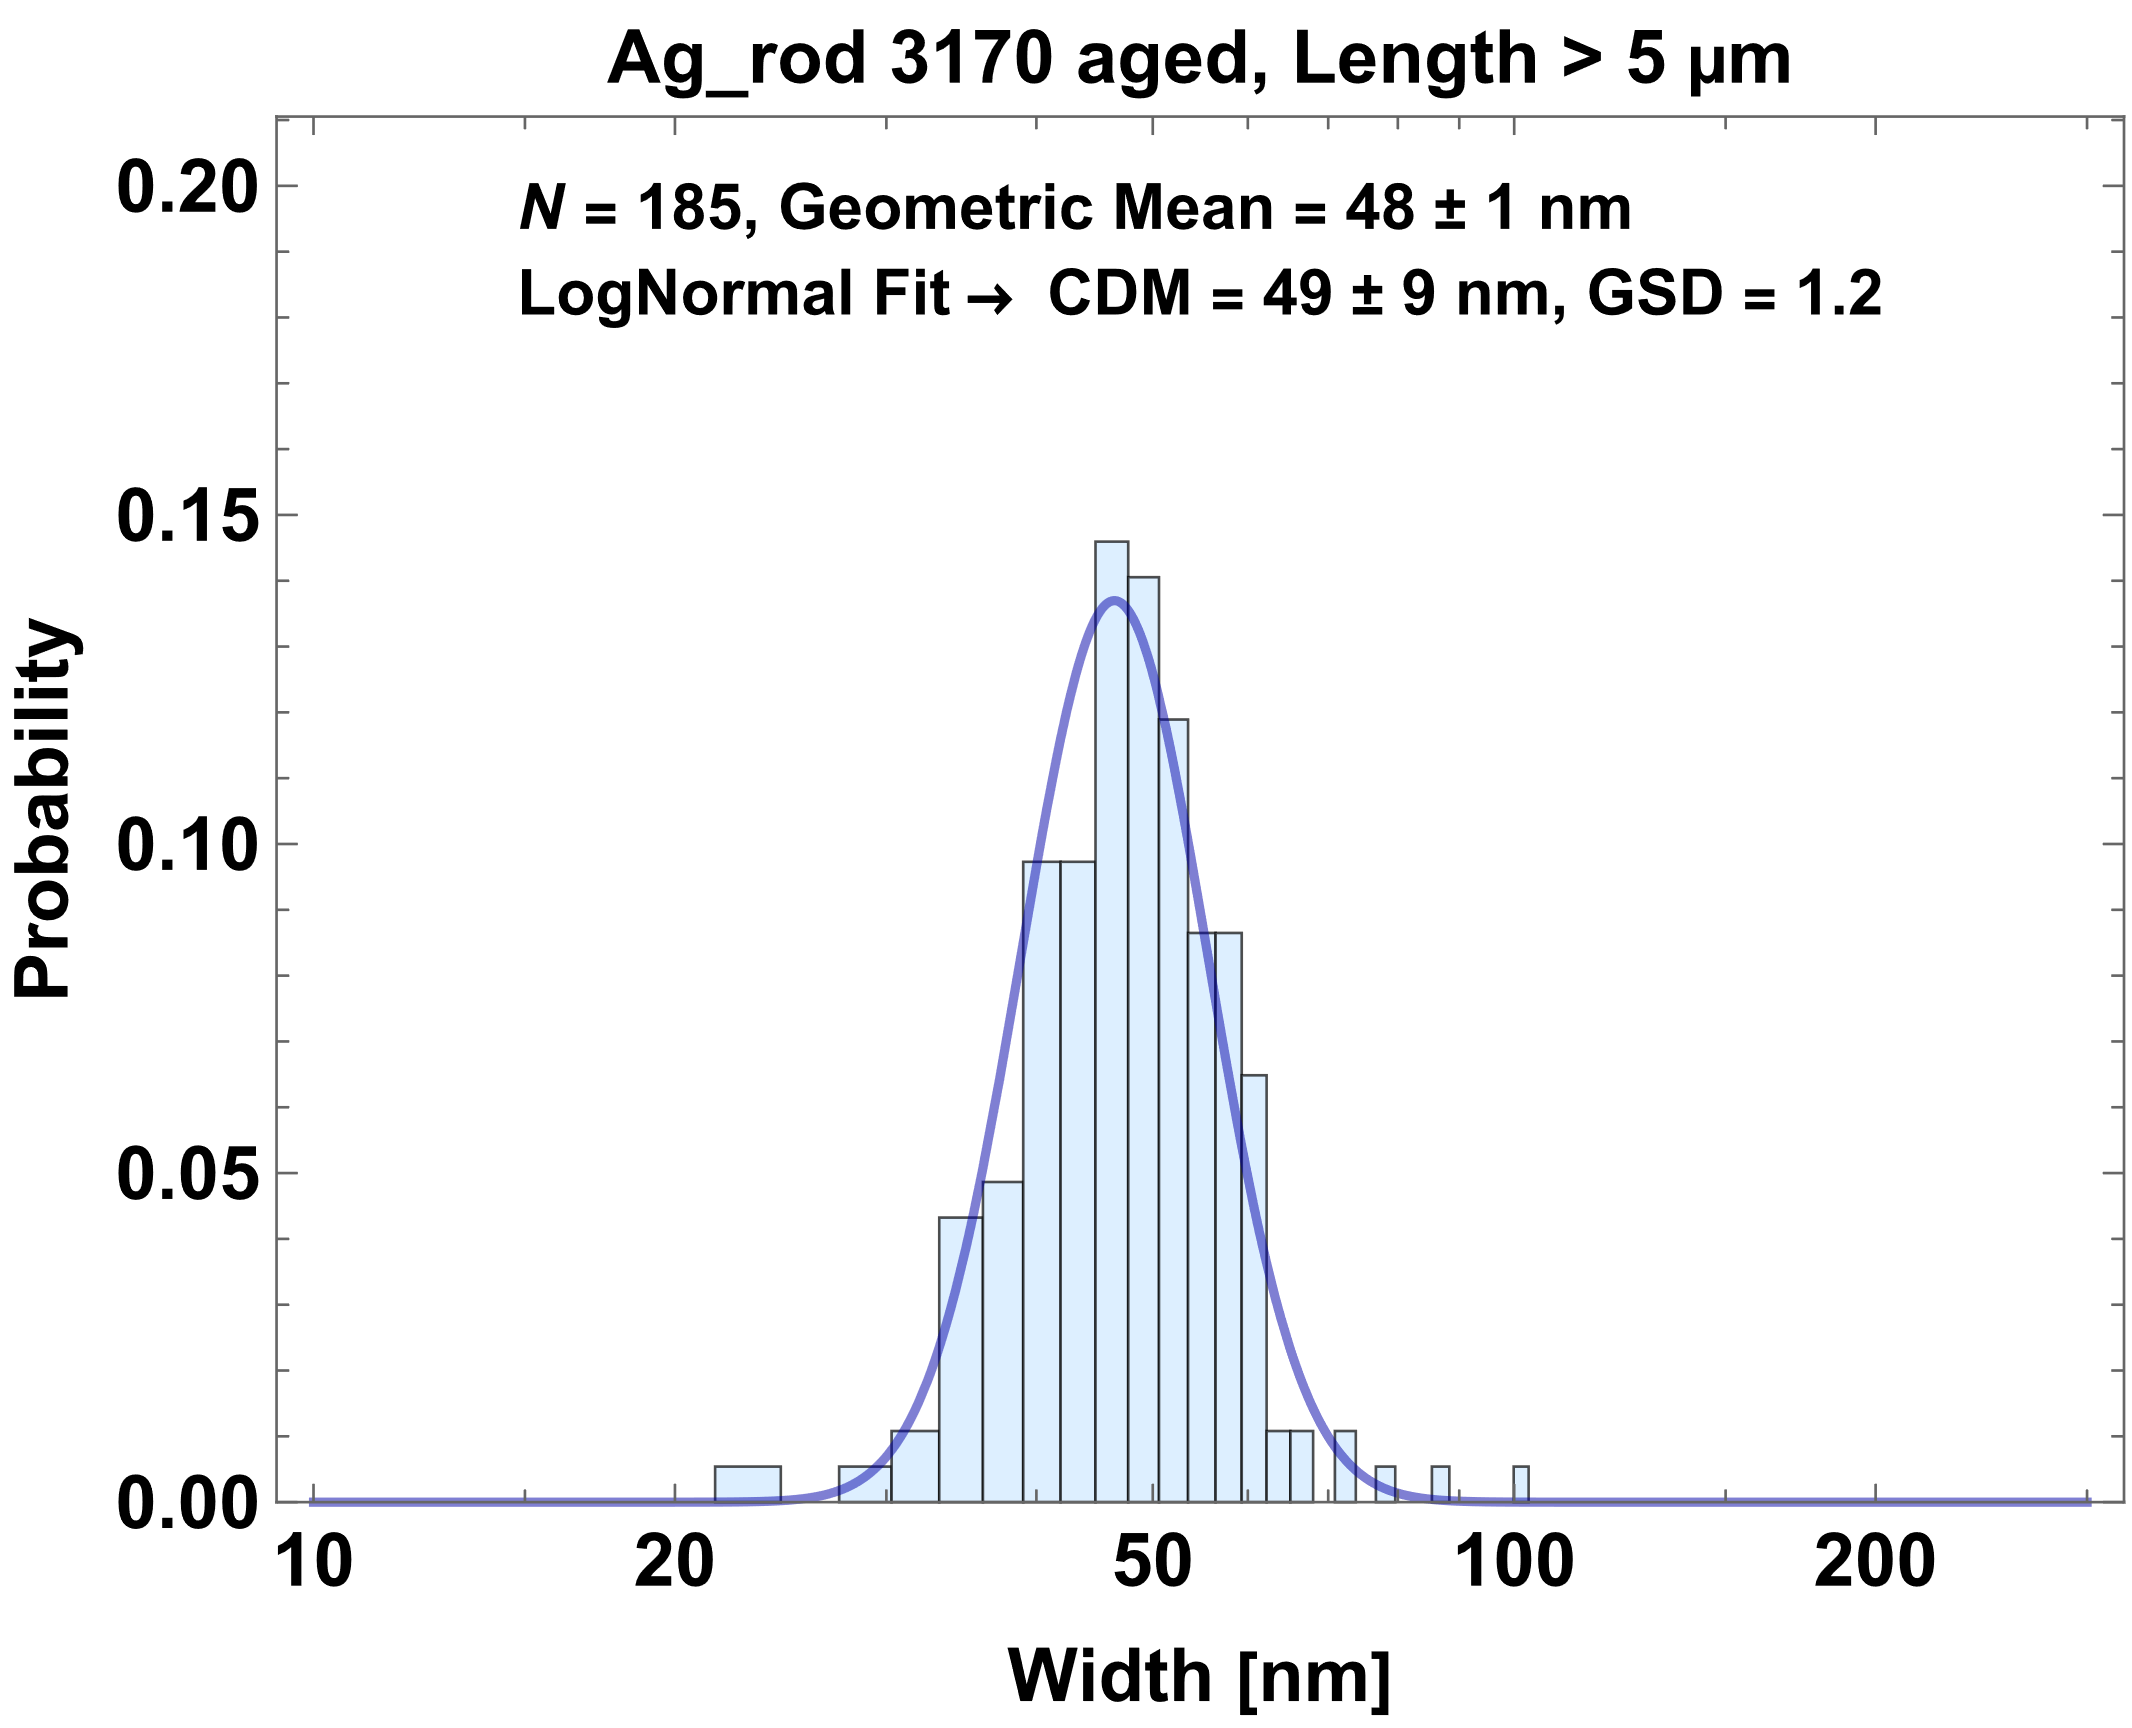 Ag_rod 3170 aged, Length > 5 µm
N = 185, Geometric Mean = 48 ± 1 nm
LogNormal Fit → CDM = 49 ± 9 nm, GSD = 1.2
Probability
0.20
0.15
0.10
0.05
0.00
10 20 50 100 200
Width [nm]